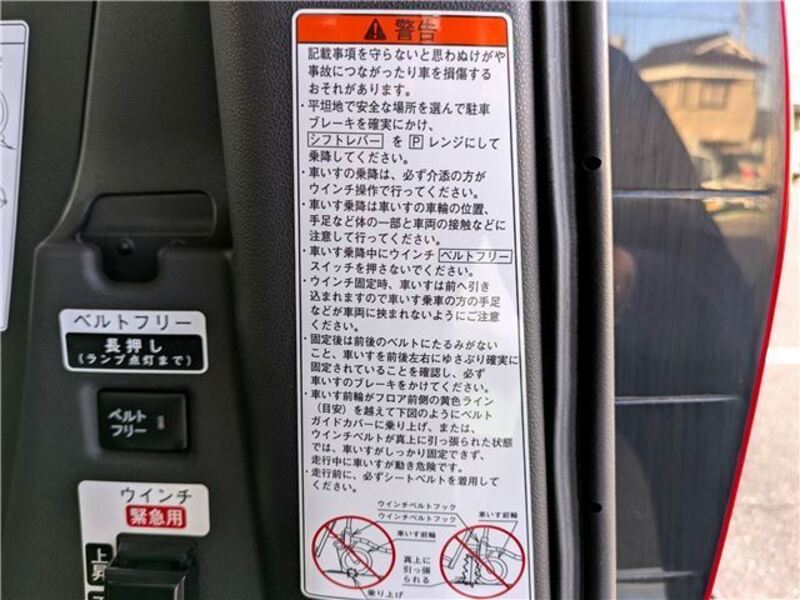 警告
記載事項を守らないと思わぬけがや
事故につながったり車を損傷する
おそれがあります。
・平坦地で安全な場所を選んで駐車
ブレーキを確実にかけ、
シフトレバー を P レンジにして
乗降してください。
・車いすの乗降は、必ず介添の方が
ウインチ操作で行ってください。
・車いす乗降は車いすの車輪の位置、
手足など体の一部と車両の接触などに
注意して行ってください。
・車いす乗降中にウインチ ベルトフリー
スイッチを押さないでください。
・ウインチ固定時、車いすは前へ引き
込まれますので車いす乗車の方の手足
などが車両に挟まれないようにご注意
ください。
・固定後は前後のベルトにたるみがない
こと、車いすを前後左右にゆさぶり確実に
固定されていることを確認し、必ず
車いすのブレーキをかけてください。
・車いす前輪がフロア前側の黄色ライン
(目安)を越えて下図のようにベルト
ガイドカバーに乗り上げ、または、
ウインチベルトが真上に引っ張られた状態
では、車いすがしっかり固定できず、
走行中に車いすが動き危険です。
・走行前に、必ずシートベルトを着用して
ください。
ウインチベルトフック
ウインチベルトフック
車いす前輪
車いす前輪
真上に
引っ張
られる
乗り上げ
ベルトフリー
長押し
(ランプ点灯まで)
ベルト
フリー
ウインチ
緊急用
上
昇